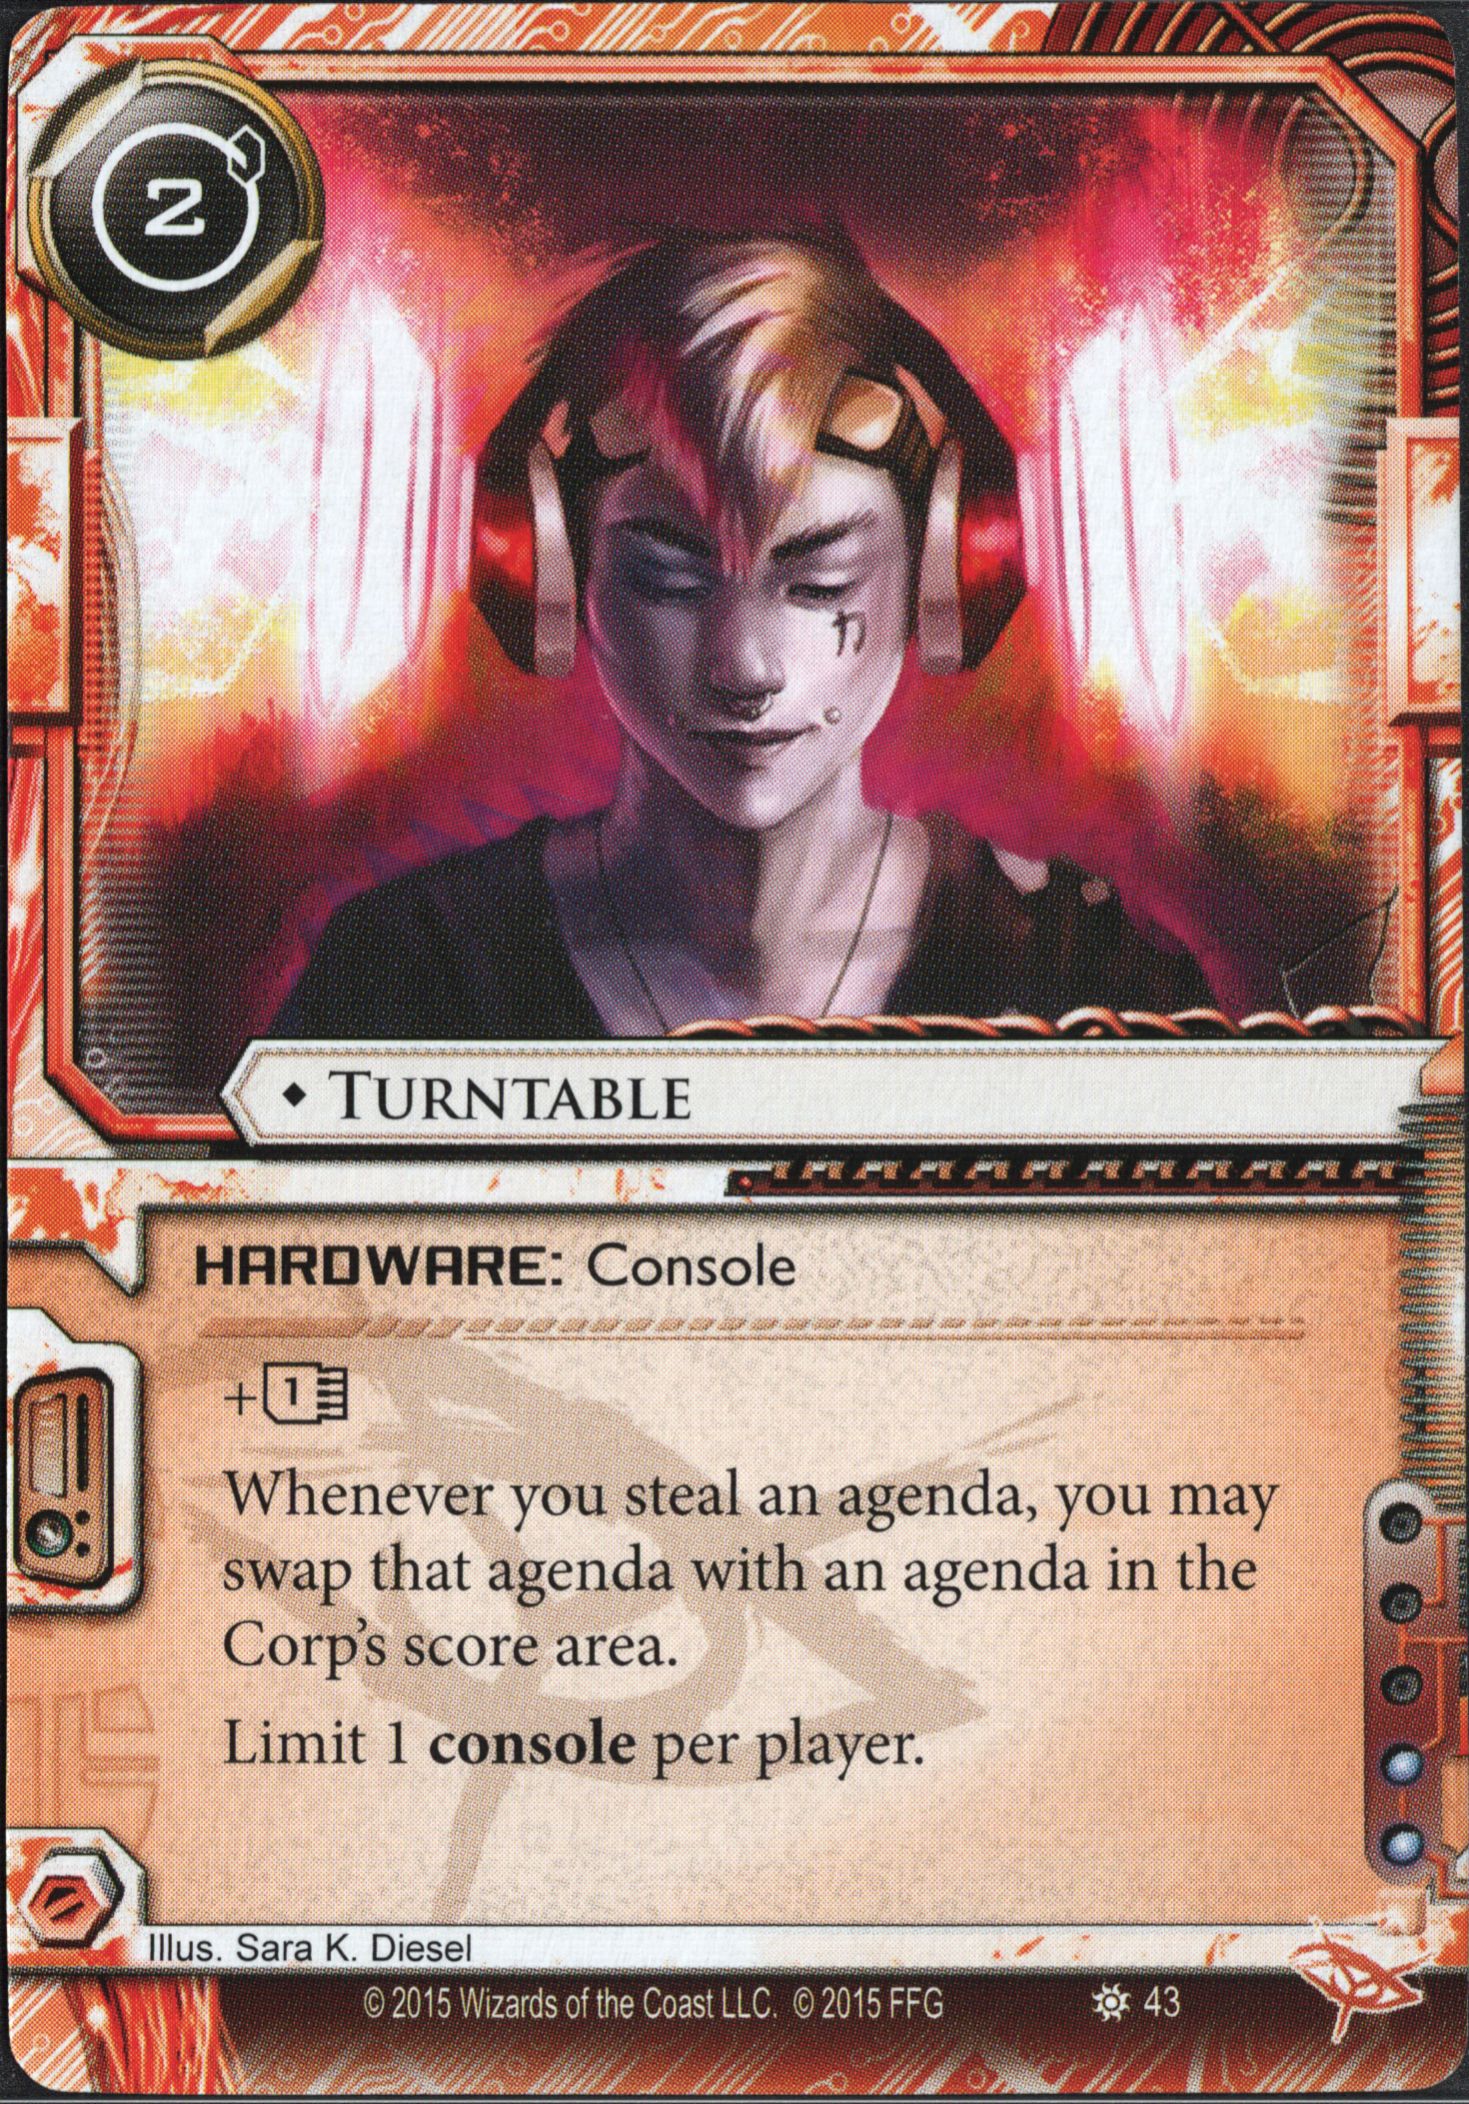 2
◆ TURNTABLE
HARDWARE: Console
+1
Whenever you steal an agenda, you may
swap that agenda with an agenda in the
Corp's score area.
Limit 1 console per player.
Illus. Sara K. Diesel
© 2015 Wizards of the Coast LLC. © 2015 FFG
43